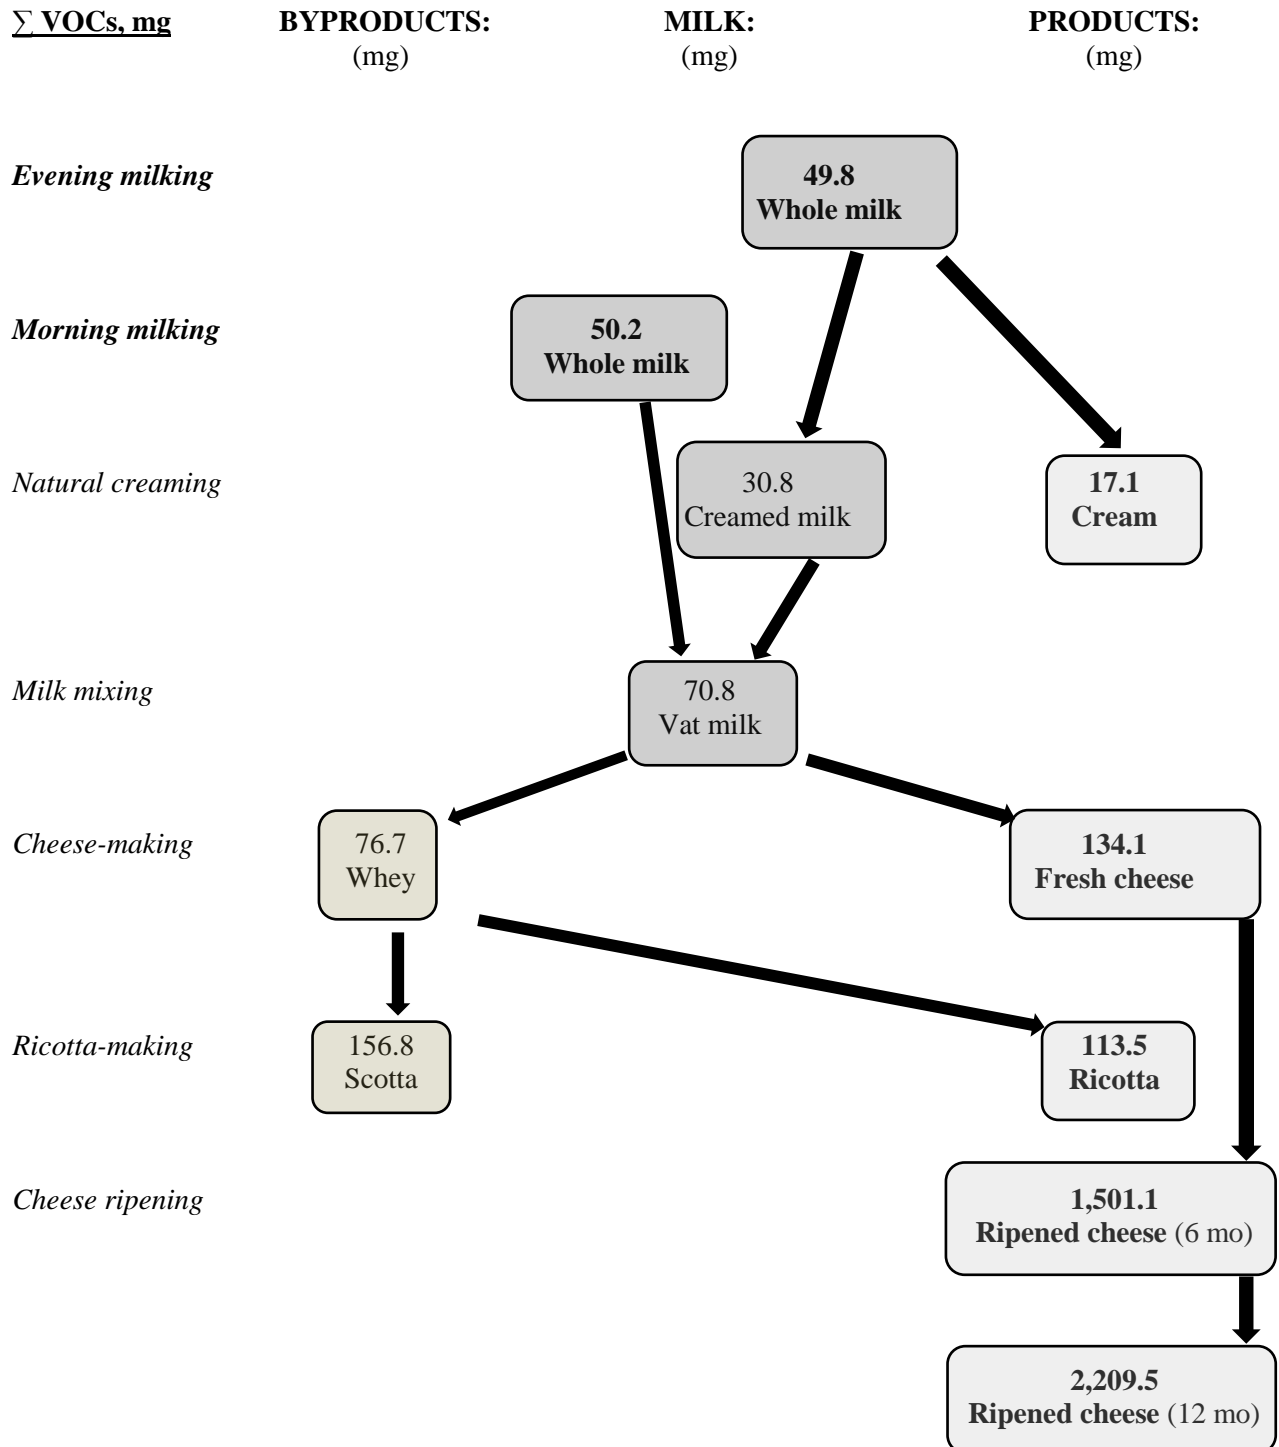 ∑ VOCs, mg BYPRODUCTS: MILK: PRODUCTS:
(mg) (mg) (mg)
Evening milking
49.8
Whole milk
Morning milking
50.2
Whole milk
Natural creaming
30.8
Creamed milk
17.1
Cream
Milk mixing
70.8
Vat milk
Cheese-making
76.7
Whey
134.1
Fresh cheese
Ricotta-making
156.8
Scotta
113.5
Ricotta
Cheese ripening
1,501.1
Ripened cheese (6 mo)
2,209.5
Ripened cheese (12 mo)